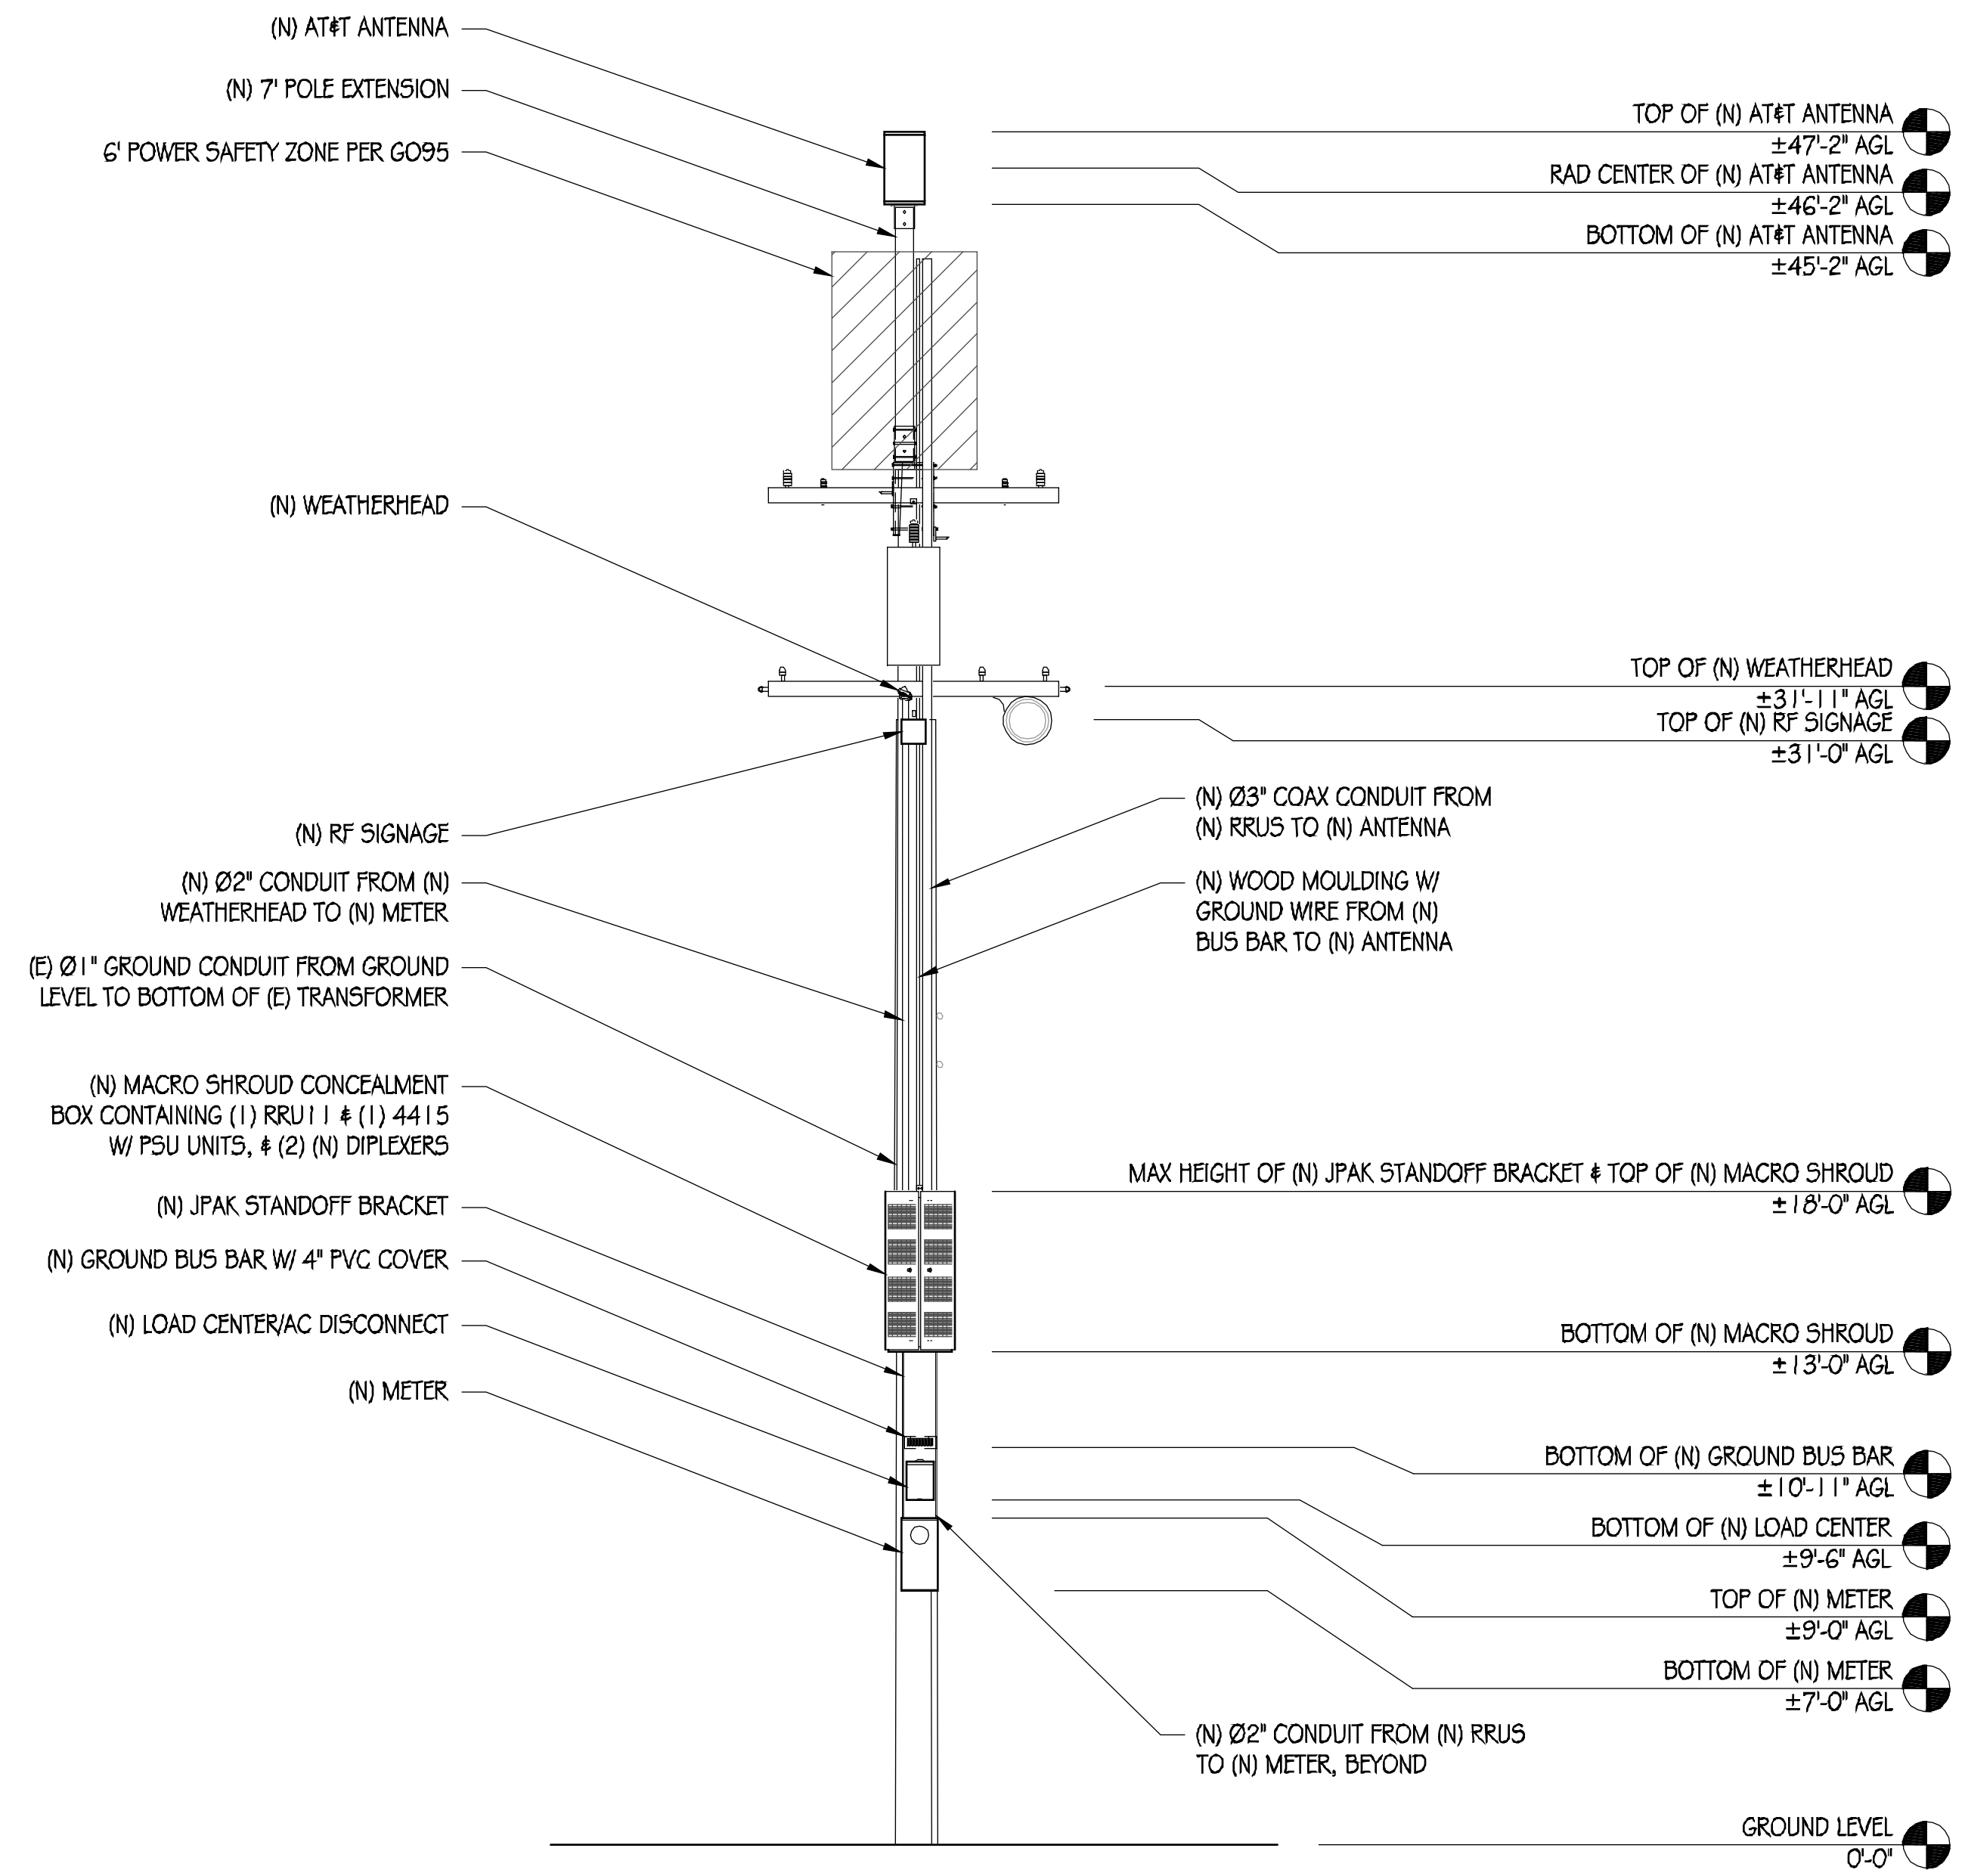 (N) AT&T ANTENNA
(N) 7' POLE EXTENSION
6' POWER SAFETY ZONE PER GO95
(N) WEATHERHEAD
(N) RF SIGNAGE
(N) Ø2" CONDUIT FROM (N)
WEATHERHEAD TO (N) METER
(E) Ø1" GROUND CONDUIT FROM GROUND
LEVEL TO BOTTOM OF (E) TRANSFORMER
(N) MACRO SHROUD CONCEALMENT
BOX CONTAINING (1) RRU11 & (1) 4415
W/ PSU UNITS, & (2) (N) DIPLEXERS
(N) JPAK STANDOFF BRACKET
(N) GROUND BUS BAR W/ 4" PVC COVER
(N) LOAD CENTER/AC DISCONNECT
(N) METER
(N) Ø3" COAX CONDUIT FROM
(N) RRUS TO (N) ANTENNA
(N) WOOD MOULDING W/
GROUND WIRE FROM (N)
BUS BAR TO (N) ANTENNA
(N) Ø2" CONDUIT FROM (N) RRUS
TO (N) METER, BEYOND
TOP OF (N) AT&T ANTENNA
±47'-2" AGL
RAD CENTER OF (N) AT&T ANTENNA
±46'-2" AGL
BOTTOM OF (N) AT&T ANTENNA
±45'-2" AGL
TOP OF (N) WEATHERHEAD
±31'-11" AGL
TOP OF (N) RF SIGNAGE
±31'-0" AGL
MAX HEIGHT OF (N) JPAK STANDOFF BRACKET & TOP OF (N) MACRO SHROUD
±18'-0" AGL
BOTTOM OF (N) MACRO SHROUD
±13'-0" AGL
BOTTOM OF (N) GROUND BUS BAR
±10'-11" AGL
BOTTOM OF (N) LOAD CENTER
±9'-6" AGL
TOP OF (N) METER
±9'-0" AGL
BOTTOM OF (N) METER
±7'-0" AGL
GROUND LEVEL
0'-0"